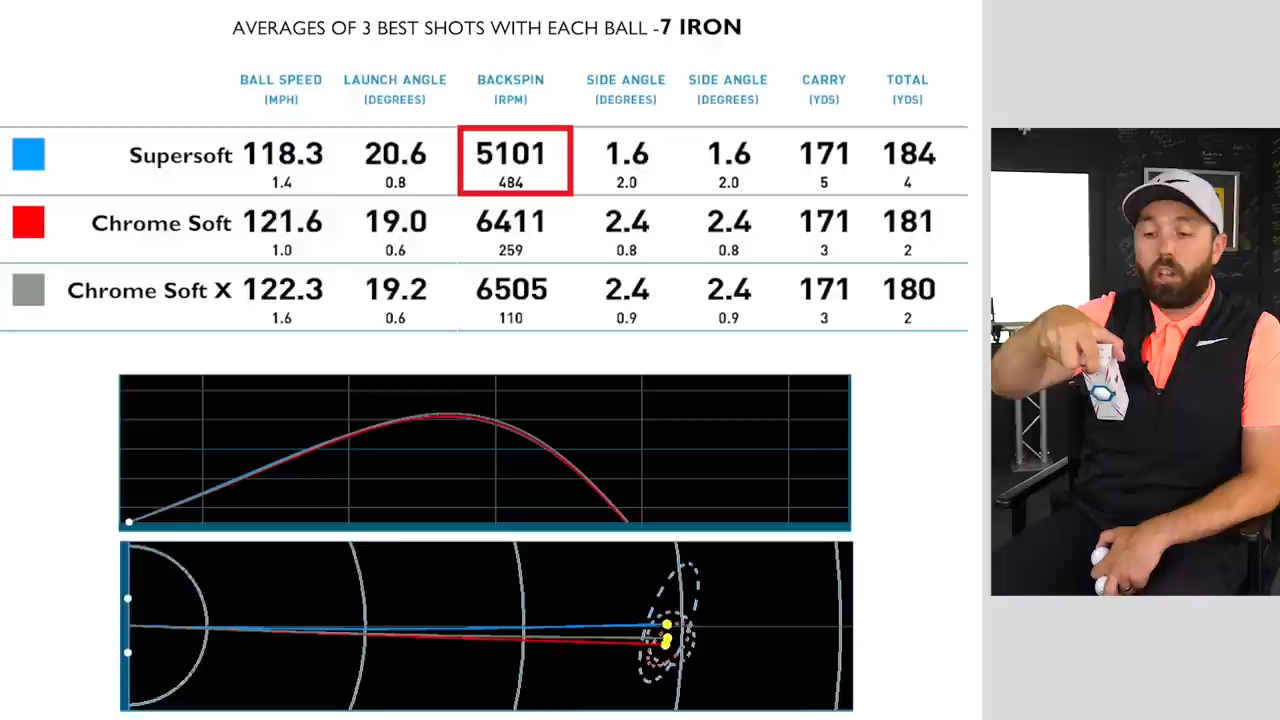 AVERAGES OF 3 BEST SHOTS WITH EACH BALL -7 IRON
BALL SPEED LAUNCH ANGLE BACKSPIN SIDE ANGLE SIDE ANGLE CARRY TOTAL
(MPH) (DEGREES) (RPM) (DEGREES) (DEGREES) (YDS) (YDS)
Supersoft 118.3 20.6 5101 1.6 1.6 171 184
1.4 0.8 484 2.0 2.0 5 4
Chrome Soft 121.6 19.0 6411 2.4 2.4 171 181
1.0 0.6 259 0.8 0.8 3 2
Chrome Soft X 122.3 19.2 6505 2.4 2.4 171 180
1.6 0.6 110 0.9 0.9 3 2